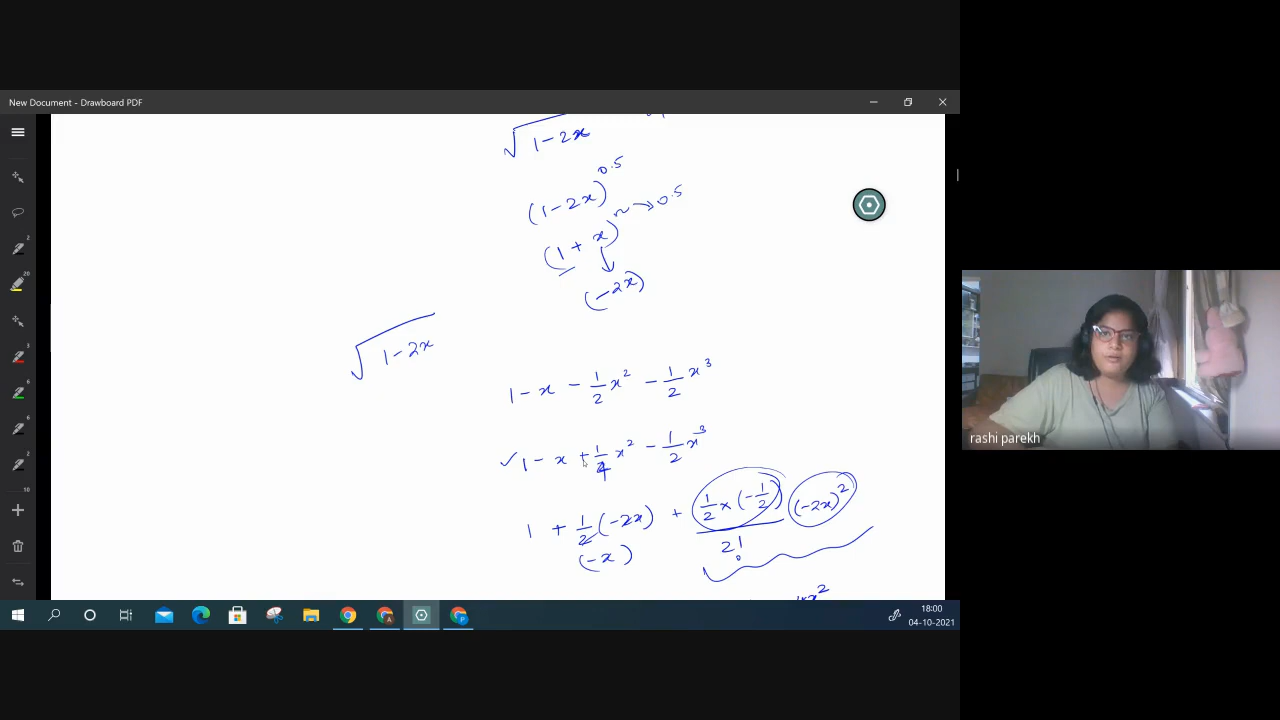 New Document - Drawboard PDF
√1-2x
(1-2x)^0.5
(1 + x)^n → 0.5
(-2x)
√1-2x
1 - x - 1/2 x² - 1/2 x³
✓ 1 - x + 1/4 x² - 1/2 x³
1 + 1/2 (-2x) + 1/2 × (-1/2) / 2! (-2x)²
(-x)
rashi parekh
18:00
04-10-2021